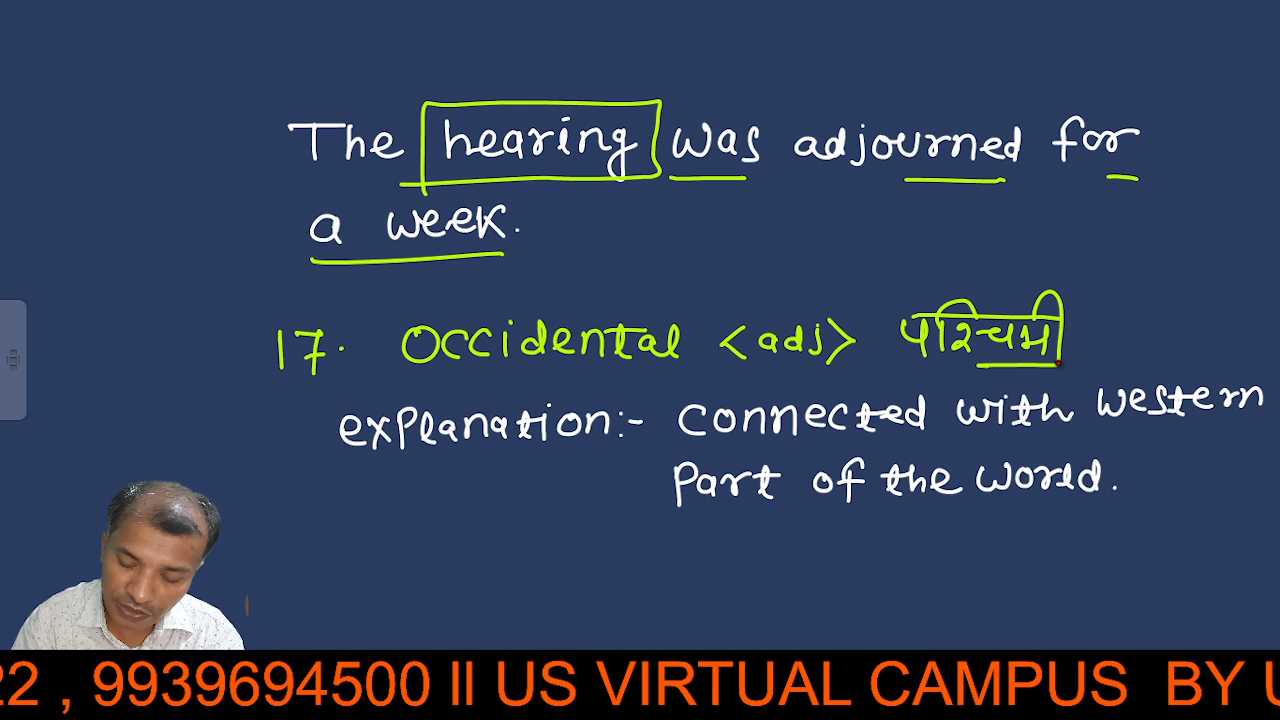 The hearing was adjourned for
a week.
17. Occidental <adj> पश्चिमी
explanation:- connected with western
part of the world.
22 , 9939694500 ll US VIRTUAL CAMPUS BY U